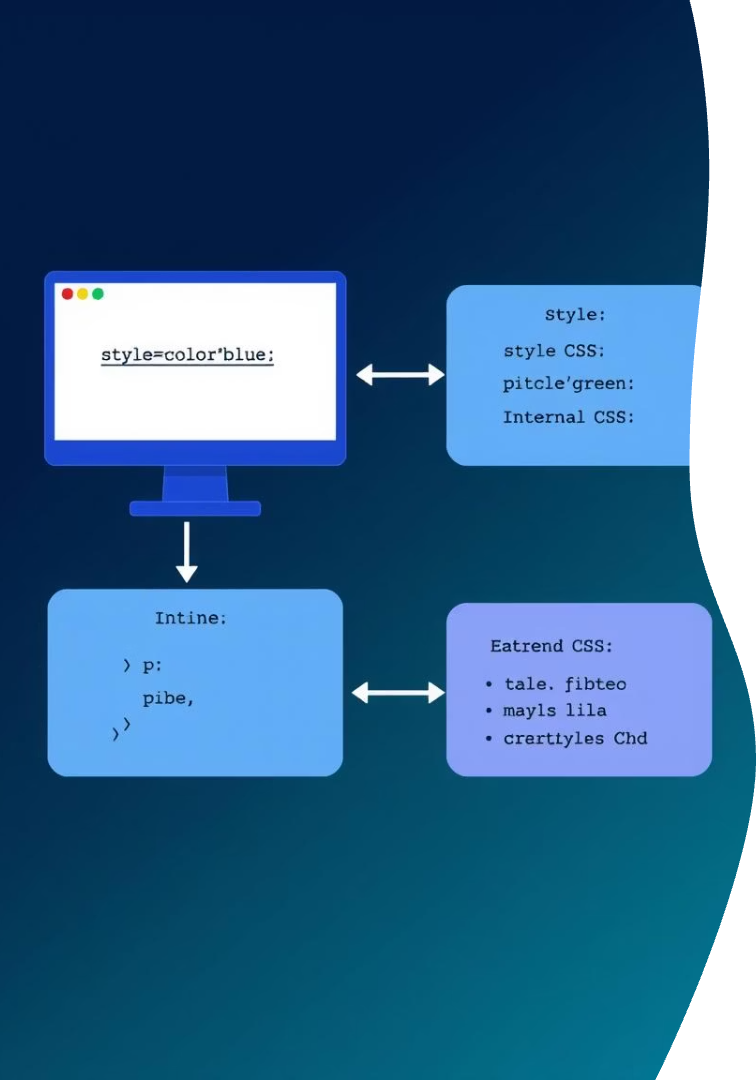 style=color"blue;
style:
style CSS:
pitcle'green:
Internal CSS:
Intine:
› p:
pibe,
›
›
Eatrend CSS:
• tale. fibteo
• mayls lila
• crertiyles Chd